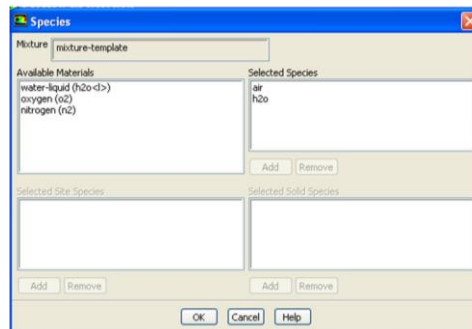 Species
Mixture mixture-template
Available Materials
water-liquid (h2o<l>)
oxygen (o2)
nitrogen (n2)
Selected Species
air
h2o
Add Remove
Selected Site Species
Add Remove
Selected Solid Species
Add Remove
OK Cancel Help